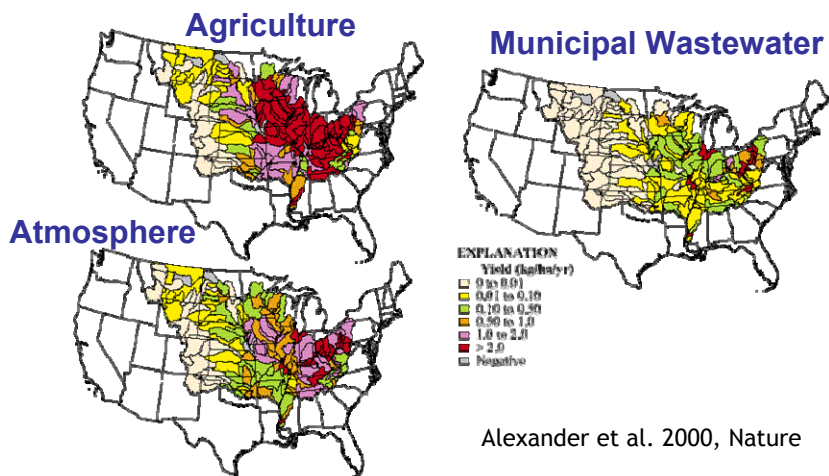 Agriculture
Municipal Wastewater
Atmosphere
EXPLANATION
Yield (kg/ha/yr)
0 to 0.01
0.01 to 0.10
0.10 to 0.50
0.50 to 1.0
1.0 to 2.0
> 2.0
Negative
Alexander et al. 2000, Nature